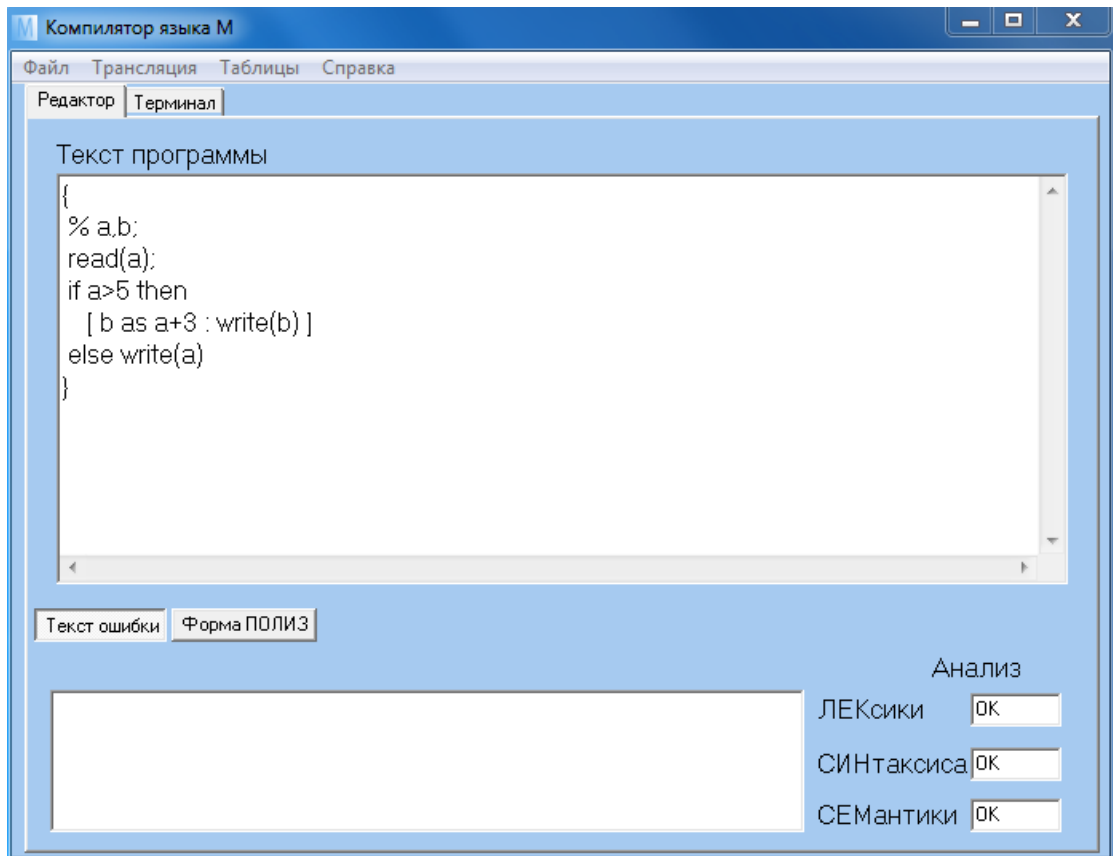 M Компилятор языка М
Файл Трансляция Таблицы Справка
Редактор Терминал
Текст программы
{
% a,b;
read(a);
if a>5 then
[ b as a+3 : write(b) ]
else write(a)
}
Текст ошибки Форма ПОЛИЗ
Анализ
ЛЕКсики OK
СИНтаксиса OK
СЕМантики OK